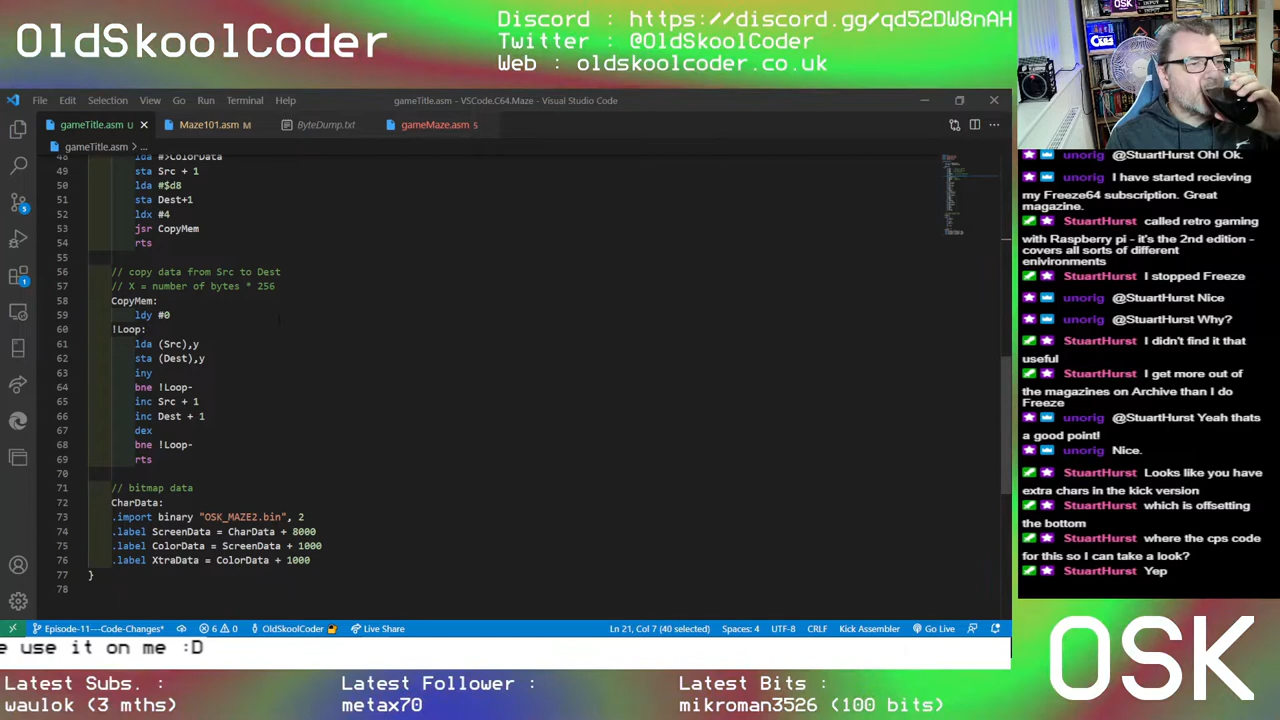 OldSkoolCoder
Discord : https://discord.gg/qd52DW8nAH
Twitter : @OldSkoolCoder
Web : oldskoolcoder.co.uk
File Edit Selection View Go Run Terminal Help
gameTitle.asm - VSCode.C64.Maze - Visual Studio Code
gameTitle.asm U
Maze101.asm M
ByteDump.txt
gameMaze.asm 5
gameTitle.asm > ...
48 lda #>ColorData
49 sta Src + 1
50 lda #$d8
51 sta Dest+1
52 ldx #4
53 jsr CopyMem
54 rts
55
56 // copy data from Src to Dest
57 // X = number of bytes * 256
58 CopyMem:
59 ldy #0
60 !Loop:
61 lda (Src),y
62 sta (Dest),y
63 iny
64 bne !Loop-
65 inc Src + 1
66 inc Dest + 1
67 dex
68 bne !Loop-
69 rts
70
71 // bitmap data
72 CharData:
73 .import binary "OSK_MAZE2.bin", 2
74 .label ScreenData = CharData + 8000
75 .label ColorData = ScreenData + 1000
76 .label XtraData = ColorData + 1000
77 }
78
Episode-11---Code-Changes* 6 0 OldSkoolCoder Live Share
Ln 21, Col 7 (40 selected) Spaces: 4 UTF-8 CRLF Kick Assembler Go Live
e use it on me :D
unorig @StuartHurst Oh! Ok.
unorig I have started recieving
my Freeze64 subscription. Great
magazine.
StuartHurst called retro gaming
with Raspberry pi - it's the 2nd edition -
covers all sorts of different
enivironments
StuartHurst I stopped Freeze
unorig @StuartHurst Nice
unorig @StuartHurst Why?
StuartHurst I didn't find it that
useful
StuartHurst I get more out of
the magazines on Archive than I do
Freeze
unorig @StuartHurst Yeah thats
a good point!
unorig Nice.
StuartHurst Looks like you have
extra chars in the kick version
StuartHurst which is offsetting
the bottom
StuartHurst where the cps code
for this so I can take a look?
StuartHurst Yep
OSK
Latest Subs. :
waulok (3 mths)
Latest Follower :
metax70
Latest Bits :
mikroman3526 (100 bits)